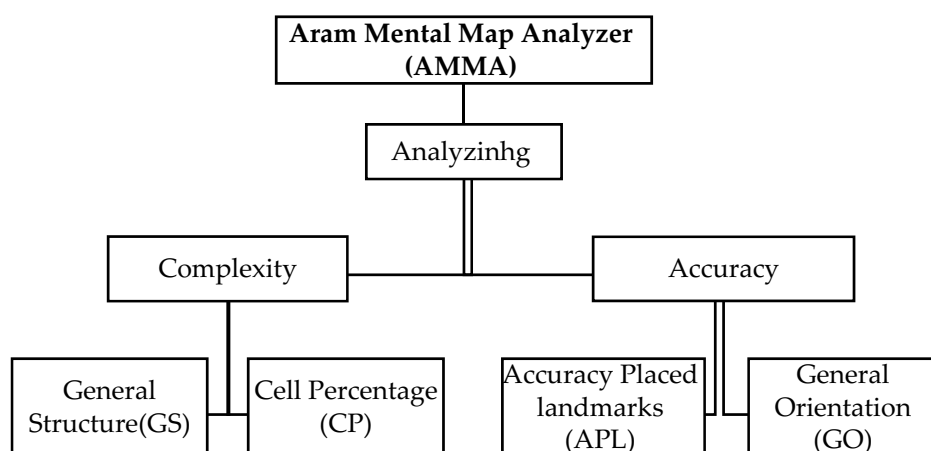 Aram Mental Map Analyzer
(AMMA)
Analyzinhg
Complexity
Accuracy
General
Structure(GS)
Cell Percentage
(CP)
Accuracy Placed
landmarks
(APL)
General
Orientation
(GO)